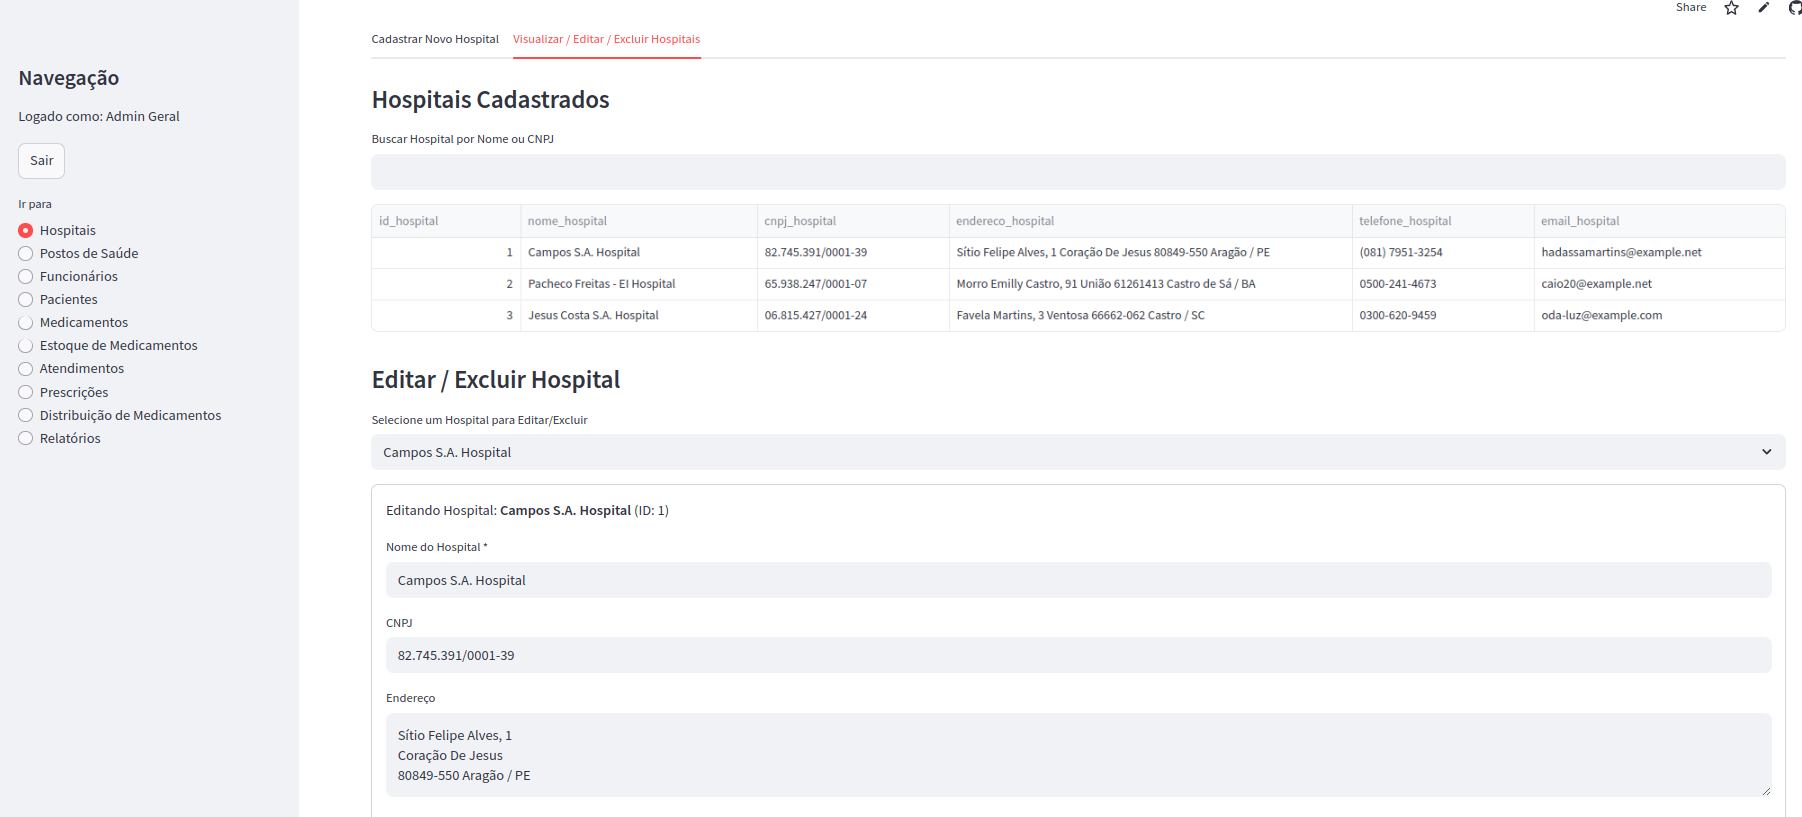 Share
Navegação
Logado como: Admin Geral
Sair
Ir para
Hospitais
Postos de Saúde
Funcionários
Pacientes
Medicamentos
Estoque de Medicamentos
Atendimentos
Prescrições
Distribuição de Medicamentos
Relatórios
Cadastrar Novo Hospital Visualizar / Editar / Excluir Hospitais
Hospitais Cadastrados
Buscar Hospital por Nome ou CNPJ
id_hospital nome_hospital cnpj_hospital endereco_hospital telefone_hospital email_hospital
1 Campos S.A. Hospital 82.745.391/0001-39 Sítio Felipe Alves, 1 Coração De Jesus 80849-550 Aragão / PE (081) 7951-3254 hadassamartins@example.net
2 Pacheco Freitas - EI Hospital 65.938.247/0001-07 Morro Emilly Castro, 91 União 61261413 Castro de Sá / BA 0500-241-4673 caio20@example.net
3 Jesus Costa S.A. Hospital 06.815.427/0001-24 Favela Martins, 3 Ventosa 66662-062 Castro / SC 0300-620-9459 oda-luz@example.com
Editar / Excluir Hospital
Selecione um Hospital para Editar/Excluir
Campos S.A. Hospital
Editando Hospital: Campos S.A. Hospital (ID: 1)
Nome do Hospital *
Campos S.A. Hospital
CNPJ
82.745.391/0001-39
Endereço
Sítio Felipe Alves, 1
Coração De Jesus
80849-550 Aragão / PE